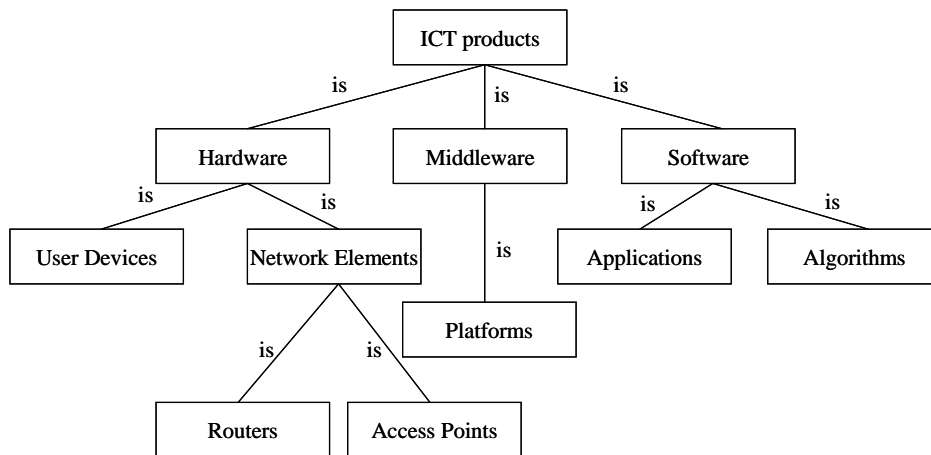 ICT products
is
is
is
Hardware
Middleware
Software
is
is
is
is
User Devices
Network Elements
is
Applications
Algorithms
Platforms
is
is
Routers
Access Points